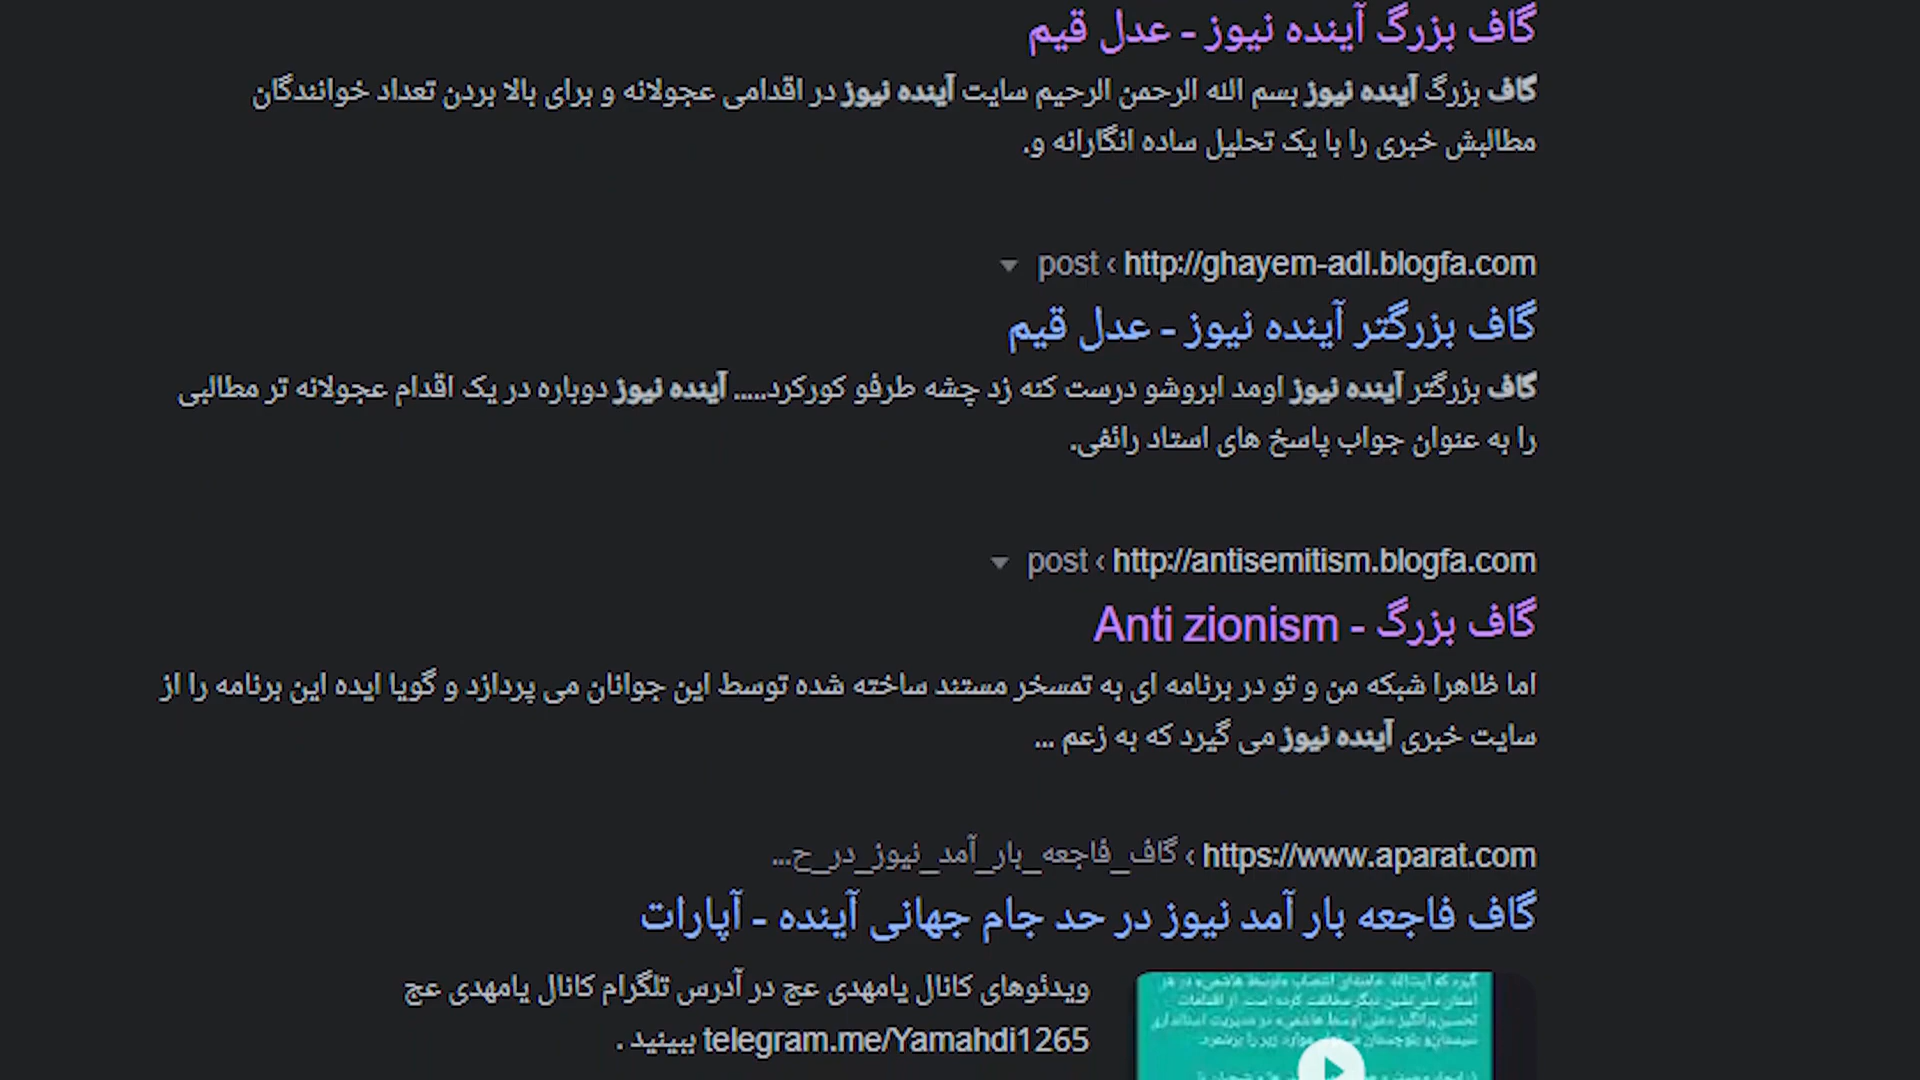 گاف بزرگ آینده نیوز - عدل قیم
گاف بزرگ آینده نیوز بسم الله الرحمن الرحیم سایت آینده نیوز در اقدامی عجولانه و برای بالا بردن تعداد خوانندگان
مطالبش خبری را با یک تحلیل ساده انگارانه و.
http://ghayem-adl.blogfa.com › post
گاف بزرگتر آینده نیوز - عدل قیم
گاف بزرگتر آینده نیوز اومد ابروشو درست کنه زد چشه طرفو کورکرد..... آینده نیوز دوباره در یک اقدام عجولانه تر مطالبی
را به عنوان جواب پاسخ های استاد رائفی.
http://antisemitism.blogfa.com › post
گاف بزرگ - Anti zionism
اما ظاهرا شبکه من و تو در برنامه ای به تمسخر مستند ساخته شده توسط این جوانان می پردازد و گویا ایده این برنامه را از
سایت خبری آینده نیوز می گیرد که به زعم ...
https://www.aparat.com › گاف_فاجعه_بار_آمد_نیوز_در_ح...
گاف فاجعه بار آمد نیوز در حد جام جهانی آینده - آپارات
ویدئوهای کانال یامهدی عج در آدرس تلگرام کانال یامهدی عج
telegram.me/Yamahdi1265 ببینید .